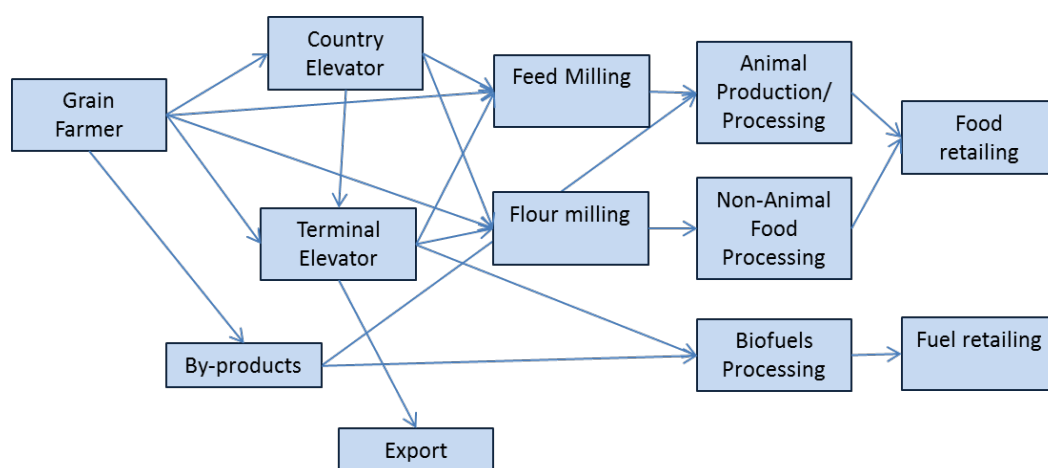 Country
Elevator
Grain
Farmer
Feed Milling
Animal
Production/
Processing
Food
retailing
Terminal
Elevator
Flour milling
Non-Animal
Food
Processing
By-products
Biofuels
Processing
Fuel retailing
Export